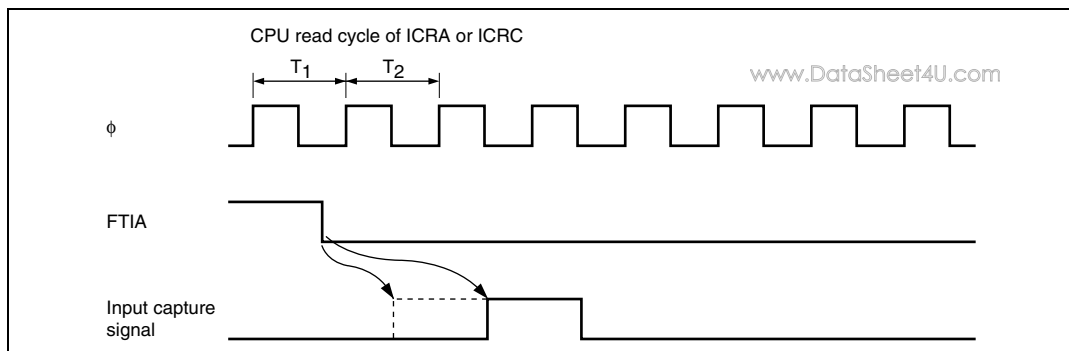 CPU read cycle of ICRA or ICRC
T1 T2
www.DataSheet4U.com
ϕ
FTIA
Input capture
signal